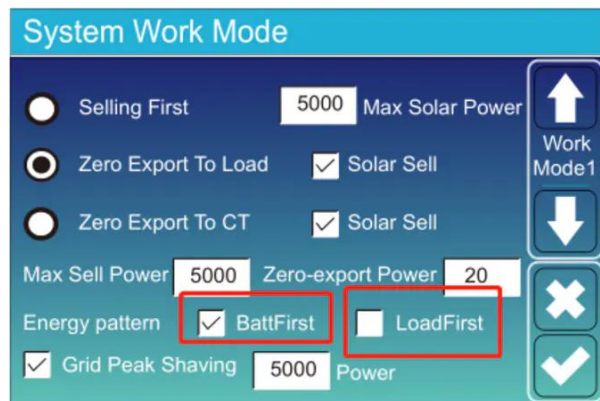 System Work Mode
Selling First 5000 Max Solar Power
Work
Mode1
Zero Export To Load Solar Sell
Zero Export To CT Solar Sell
Max Sell Power 5000 Zero-export Power 20
Energy pattern BattFirst LoadFirst
Grid Peak Shaving 5000 Power